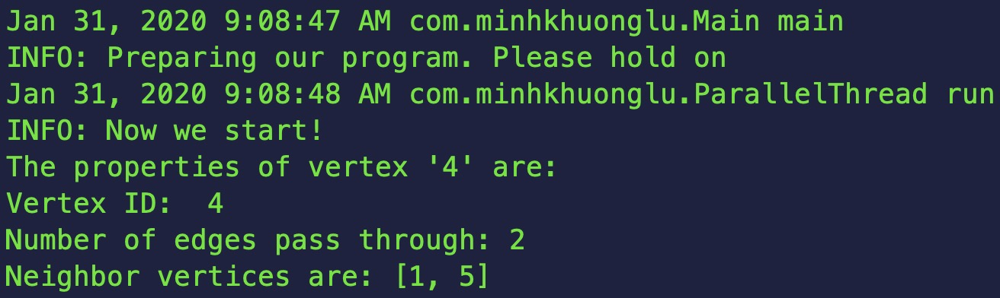 Jan 31, 2020 9:08:47 AM com.minhkhuonglu.Main main
INFO: Preparing our program. Please hold on
Jan 31, 2020 9:08:48 AM com.minhkhuonglu.ParallelThread run
INFO: Now we start!
The properties of vertex '4' are:
Vertex ID:  4
Number of edges pass through: 2
Neighbor vertices are: [1, 5]